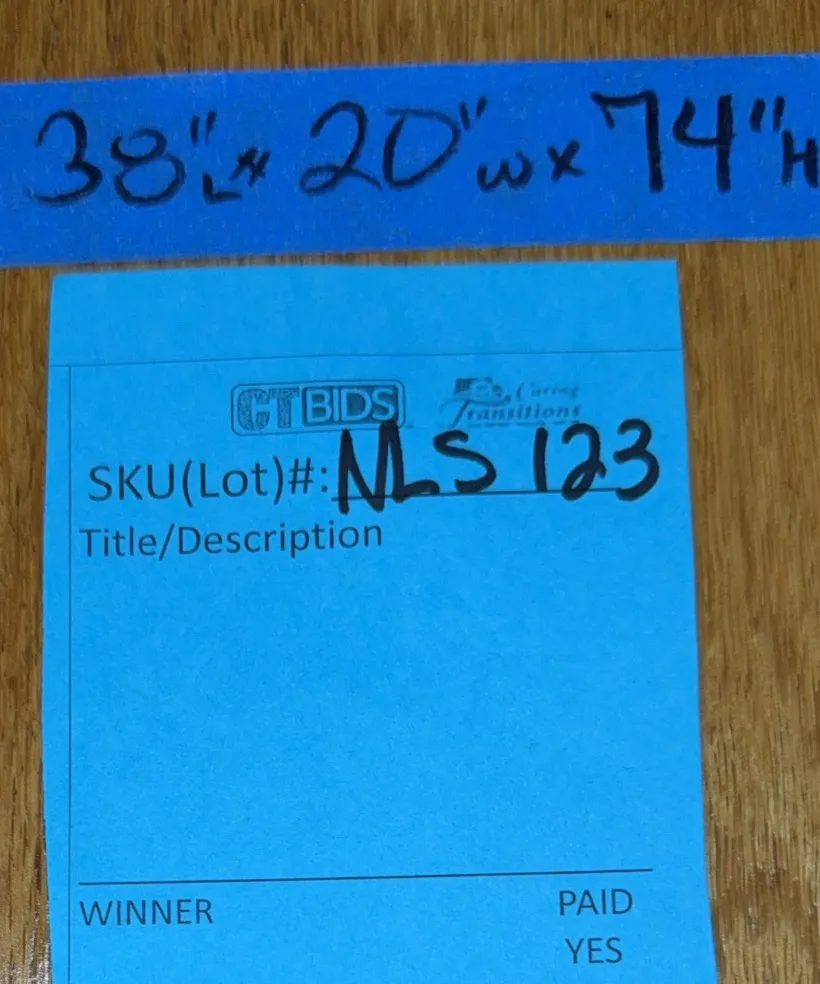 38"L x 20"W x 74"H
CTBIDS Caring Transitions
SKU(Lot)#: NLS 123
Title/Description
WINNER PAID
YES